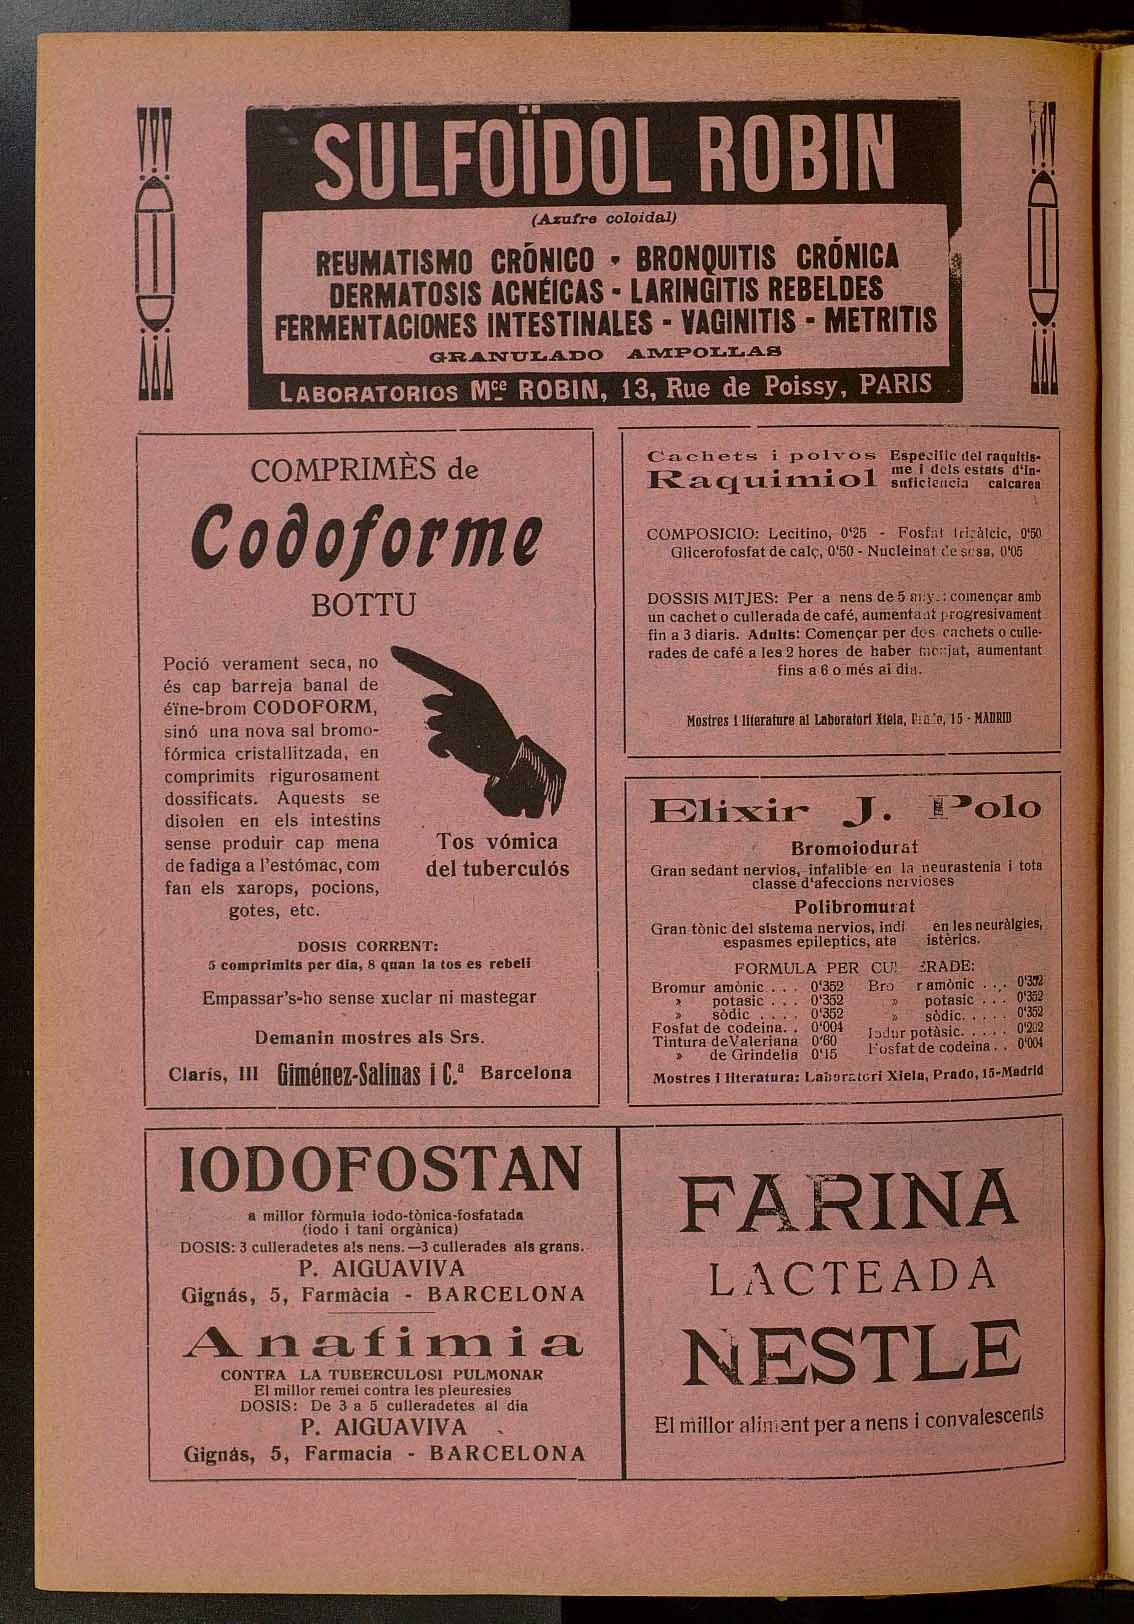 SULFOÏDOL ROBIN
(Azufre coloidal)
REUMATISMO CRÓNICO - BRONQUITIS CRÓNICA
DERMATOSIS ACNÉICAS - LARINGITIS REBELDES
FERMENTACIONES INTESTINALES - VAGINITIS - METRITIS
GRANULADO AMPOLLAS
LABORATORIOS Mce ROBIN, 13, Rue de Poissy, PARIS
COMPRIMÈS de
Codoforme
BOTTU
Poció verament seca, no
és cap barreja banal de
éïne-brom CODOFORM,
sinó una nova sal bromo-
fórmica cristallitzada, en
comprimits rigurosament
dossificats. Aquests se
disolen en els intestins
sense produir cap mena
de fadiga a l'estómac, com
fan els xarops, pocions,
gotes, etc.
Tos vómica
del tuberculós
DOSIS CORRENT:
5 comprimits per dia, 8 quan la tos es rebell
Empassar's-ho sense xuclar ni mastegar
Demanin mostres als Srs.
Claris, III Giménez-Salinas i C.ª Barcelona
Cachets i polvos
Raquimiol
Especific del raquitis-
me i dels estats d'in-
suficiencia calcarea
COMPOSICIO: Lecitino, 0'25 - Fosfat tricàlcic, 0'50
Glicerofosfat de calç, 0'50 - Nucleinat de sosa, 0'05
DOSSIS MITJES: Per a nens de 5 anys: començar amb
un cachet o cullerada de café, aumentant progresivament
fin a 3 diaris. Adults: Començar per dos cachets o culle-
rades de café a les 2 hores de haber menjat, aumentant
fins a 6 o més al dia.
Mostres i literature al Laboratori Xiela, Prado, 15 - MADRID
Elixir J. Polo
Bromoiodurat
Gran sedant nervios, infalible en la neurastenia i tota
classe d'afeccions nervioses
Polibromurat
Gran tònic del sistema nervios, indi en les neuràlgies,
espasmes epileptics, ata istèrics.
FORMULA PER CULLERADE:
Bromur amònic . . . 0'352
» potasic . . . 0'352
» sòdic . . . . 0'352
Fosfat de codeina. . 0'004
Tintura deValeriana 0'60
» de Grindelia 0'15
Bro r amònic . . . 0'352
» potasic . . . 0'352
» sòdic. . . . . 0'352
Iodur potàsic. . . . . 0'202
Fosfat de codeina. . 0'004
Mostres i literatura: Laboratori Xiela, Prado, 15-Madrid
IODOFOSTAN
a millor fòrmula iodo-tònica-fosfatada
(iodo i taní orgànica)
DOSIS: 3 culleradetes als nens.—3 cullerades als grans.
P. AIGUAVIVA
Gignás, 5, Farmàcia - BARCELONA
Anafimia
CONTRA LA TUBERCULOSI PULMONAR
El millor remei contra les pleuresies
DOSIS: De 3 a 5 culleradetes al dia
P. AIGUAVIVA
Gignás, 5, Farmacia - BARCELONA
FARINA
LACTEADA
NESTLE
El millor aliment per a nens i convalescents